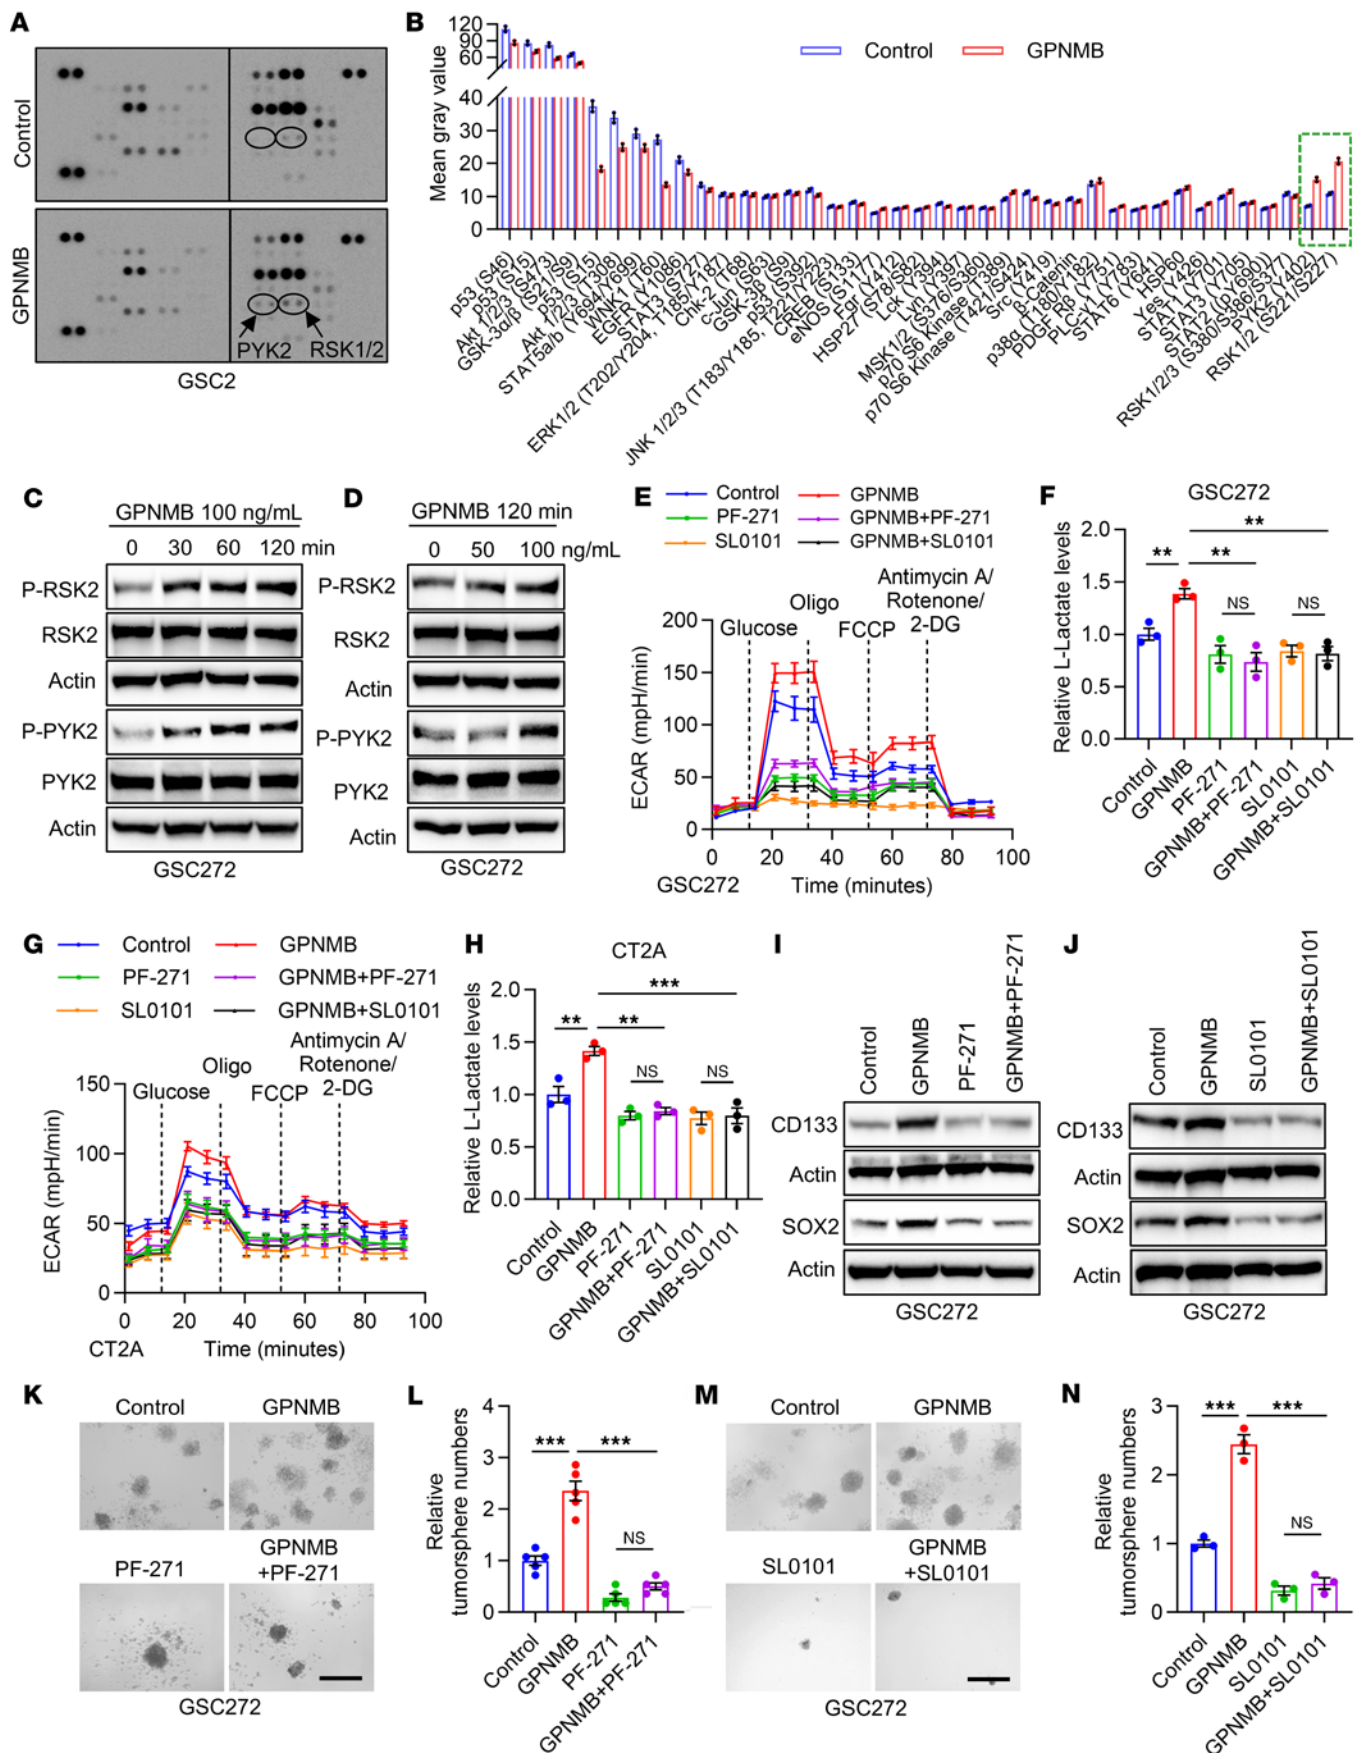 A
Control
GPNMB
PYK2
RSK1/2
GSC2
B
Mean gray value
120
90
60
40
30
20
10
0
Control
GPNMB
p53 (S46)
p53 (S15)
Akt 1/2/3 (S473)
GSK-3α/β (S21/S9)
p53 (S15)
Akt 1/2/3 (T308)
STAT5a/b (Y694/Y699)
WNK1 (T60)
EGFR (Y1086)
STAT3 (S727)
ERK1/2 (T202/Y204, T185/Y187)
Chk-2 (T68)
c-Jun (S63)
GSK-3β (S9)
p53 (S392)
JNK 1/2/3 (T183/Y185, T221/Y223)
CREB (S133)
eNOS (S1177)
Fgr (Y412)
HSP27 (S78/S82)
Lck (Y394)
Lyn (Y397)
MSK1/2 (S376/S360)
p70 S6 Kinase (T389)
p70 S6 Kinase (T421/S424)
Src (Y419)
β-Catenin
p38α (T180/Y182)
PDGF Rβ (Y751)
PLC-γ1 (Y783)
STAT6 (Y641)
HSP60
Yes (Y426)
STAT1 (Y701)
STAT3 (Y705)
STAT2 ((pY690))
RSK1/2/3 (S380/S386/S377)
PYK2 (Y402)
RSK1/2 (S221/S227)
C
GPNMB 100 ng/mL
0 30 60 120 min
P-RSK2
RSK2
Actin
P-PYK2
PYK2
Actin
GSC272
D
GPNMB 120 min
0 50 100 ng/mL
P-RSK2
RSK2
Actin
P-PYK2
PYK2
Actin
GSC272
E
Control
GPNMB
PF-271
GPNMB+PF-271
SL0101
GPNMB+SL0101
Glucose
Oligo
FCCP
Antimycin A/
Rotenone/
2-DG
ECAR (mpH/min)
200
150
100
50
0
0 20 40 60 80 100
GSC272
Time (minutes)
F
GSC272
Relative L-Lactate levels
2.0
1.5
1.0
0.5
0.0
**
**
**
NS
NS
Control
GPNMB
PF-271
GPNMB+PF-271
SL0101
GPNMB+SL0101
G
Control
GPNMB
PF-271
GPNMB+PF-271
SL0101
GPNMB+SL0101
Glucose
Oligo
FCCP
Antimycin A/
Rotenone/
2-DG
ECAR (mpH/min)
150
100
50
0
0 20 40 60 80 100
CT2A
Time (minutes)
H
CT2A
Relative L-Lactate levels
2.0
1.5
1.0
0.5
0.0
**
**
***
NS
NS
Control
GPNMB
PF-271
GPNMB+PF-271
SL0101
GPNMB+SL0101
I
Control
GPNMB
PF-271
GPNMB+PF-271
CD133
Actin
SOX2
Actin
GSC272
J
Control
GPNMB
SL0101
GPNMB+SL0101
CD133
Actin
SOX2
Actin
GSC272
K
Control
GPNMB
PF-271
GPNMB
+PF-271
GSC272
L
Relative
tumorsphere numbers
4
3
2
1
0
***
***
NS
Control
GPNMB
PF-271
GPNMB+PF-271
M
Control
GPNMB
SL0101
GPNMB
+SL0101
GSC272
N
Relative
tumorsphere numbers
3
2
1
0
***
***
NS
Control
GPNMB
SL0101
GPNMB+SL0101